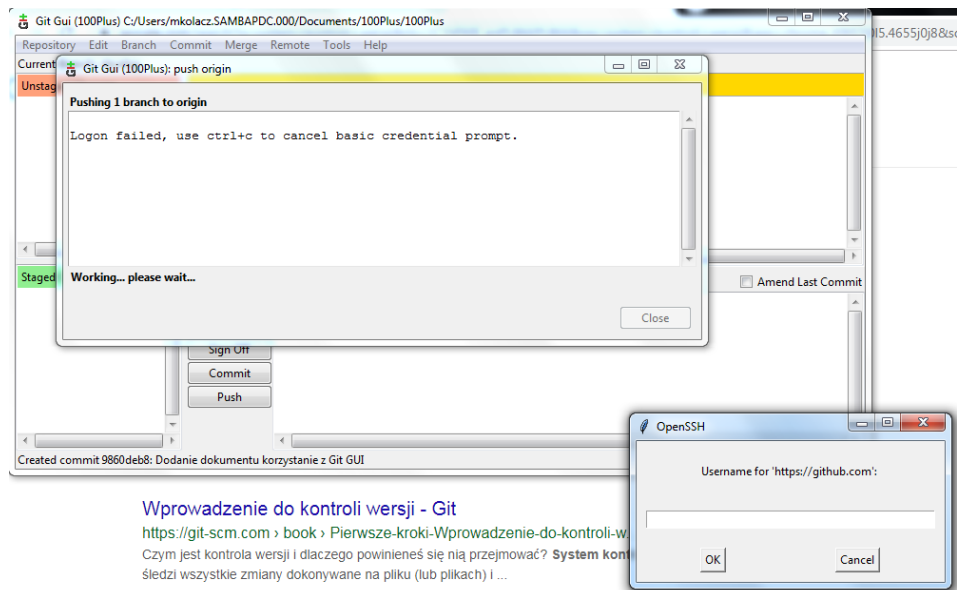 Git Gui (100Plus) C:/Users/mkolacz.SAMBAPDC.000/Documents/100Plus/100Plus
Repository Edit Branch Commit Merge Remote Tools Help
I5.4655j0j8&sc
Current
Git Gui (100Plus): push origin
Unstag
Pushing 1 branch to origin
Logon failed, use ctrl+c to cancel basic credential prompt.
Staged
Working... please wait...
Amend Last Commit
Close
Sign Off
Commit
Push
OpenSSH
Username for 'https://github.com':
OK
Cancel
Created commit 9860deb8: Dodanie dokumentu korzystanie z Git GUI
Wprowadzenie do kontroli wersji - Git
https://git-scm.com › book › Pierwsze-kroki-Wprowadzenie-do-kontroli-w
Czym jest kontrola wersji i dlaczego powinieneś się nią przejmować? System kont
śledzi wszystkie zmiany dokonywane na pliku (lub plikach) i ...